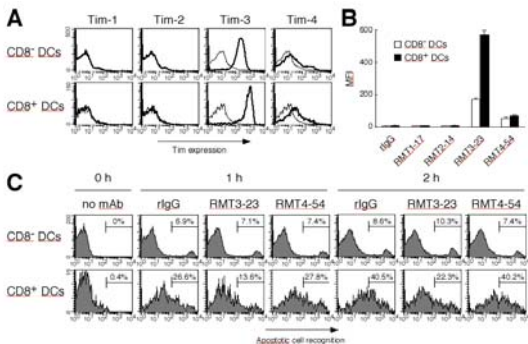 A
Tim-1 Tim-2 Tim-3 Tim-4
CD8- DCs
CD8+ DCs
Tim expression
B
600
400
200
0
MFI
CD8- DCs
CD8+ DCs
rIgG RMT1-17 RMT2-14 RMT3-23 RMT4-54
C
0 h 1 h 2 h
no mAb rIgG RMT3-23 RMT4-54 rIgG RMT3-23 RMT4-54
CD8- DCs
0% 6.9% 7.1% 7.4% 8.6% 10.3% 7.4%
CD8+ DCs
0.4% 26.6% 13.6% 27.8% 40.5% 22.3% 40.2%
Apoptotic cell recognition